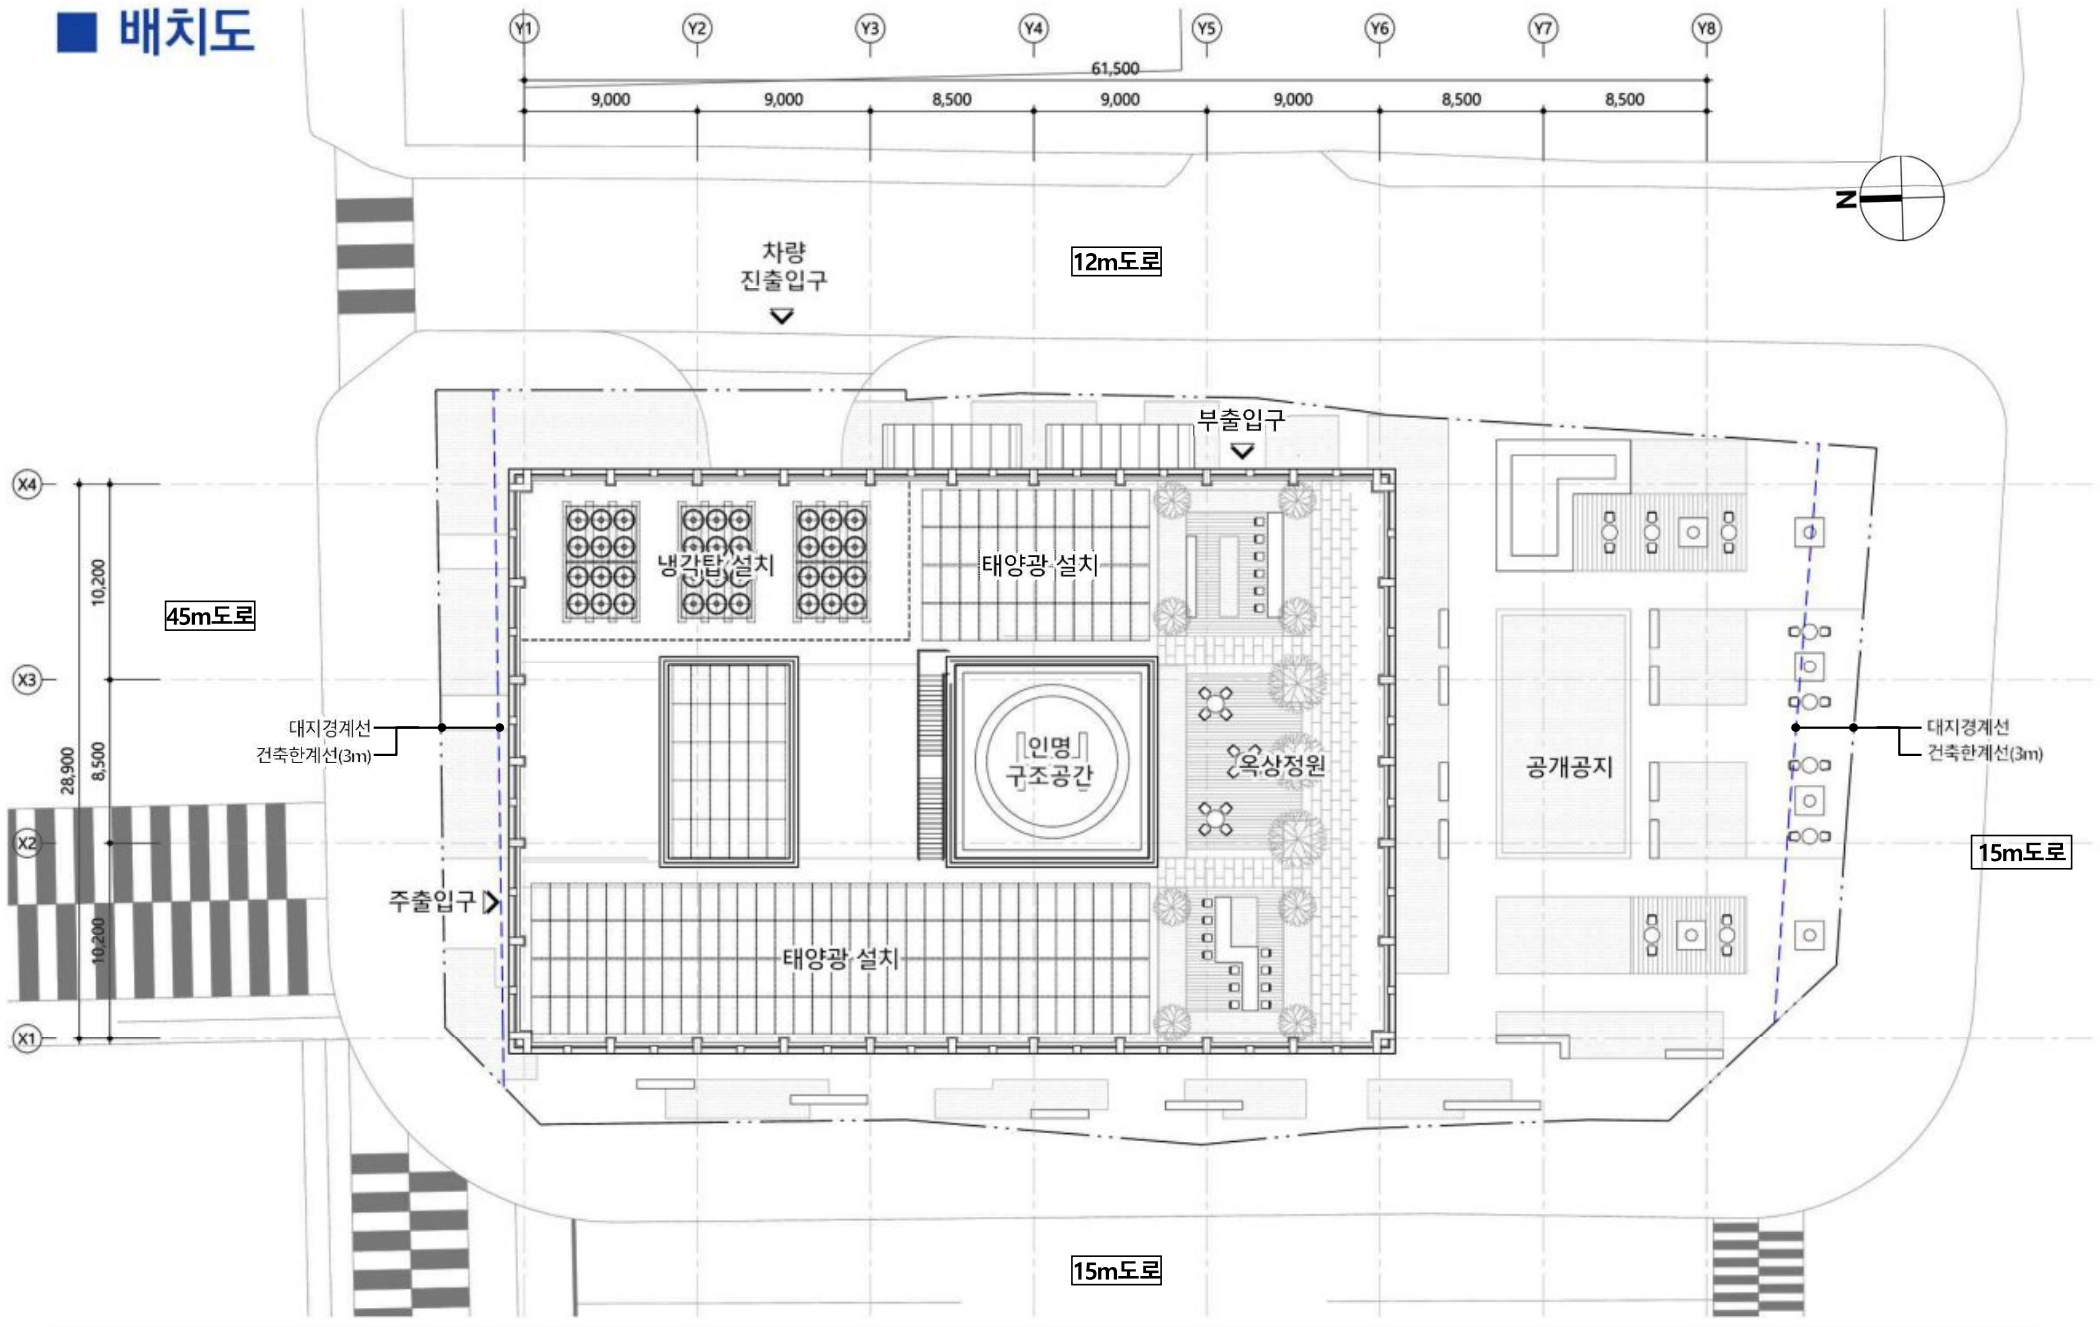 ■ 배치도
Y1 Y2 Y3 Y4 Y5 Y6 Y7 Y8
61,500
9,000 9,000 8,500 9,000 9,000 8,500 8,500
N
차량
진출입구
12m도로
부출입구
X4
냉각탑 설치
태양광 설치
10,200
45m도로
X3
대지경계선
건축한계선(3m)
28,900
8,500
인명
구조공간
옥상정원
공개공지
대지경계선
건축한계선(3m)
X2
15m도로
주출입구
10,200
태양광 설치
X1
15m도로